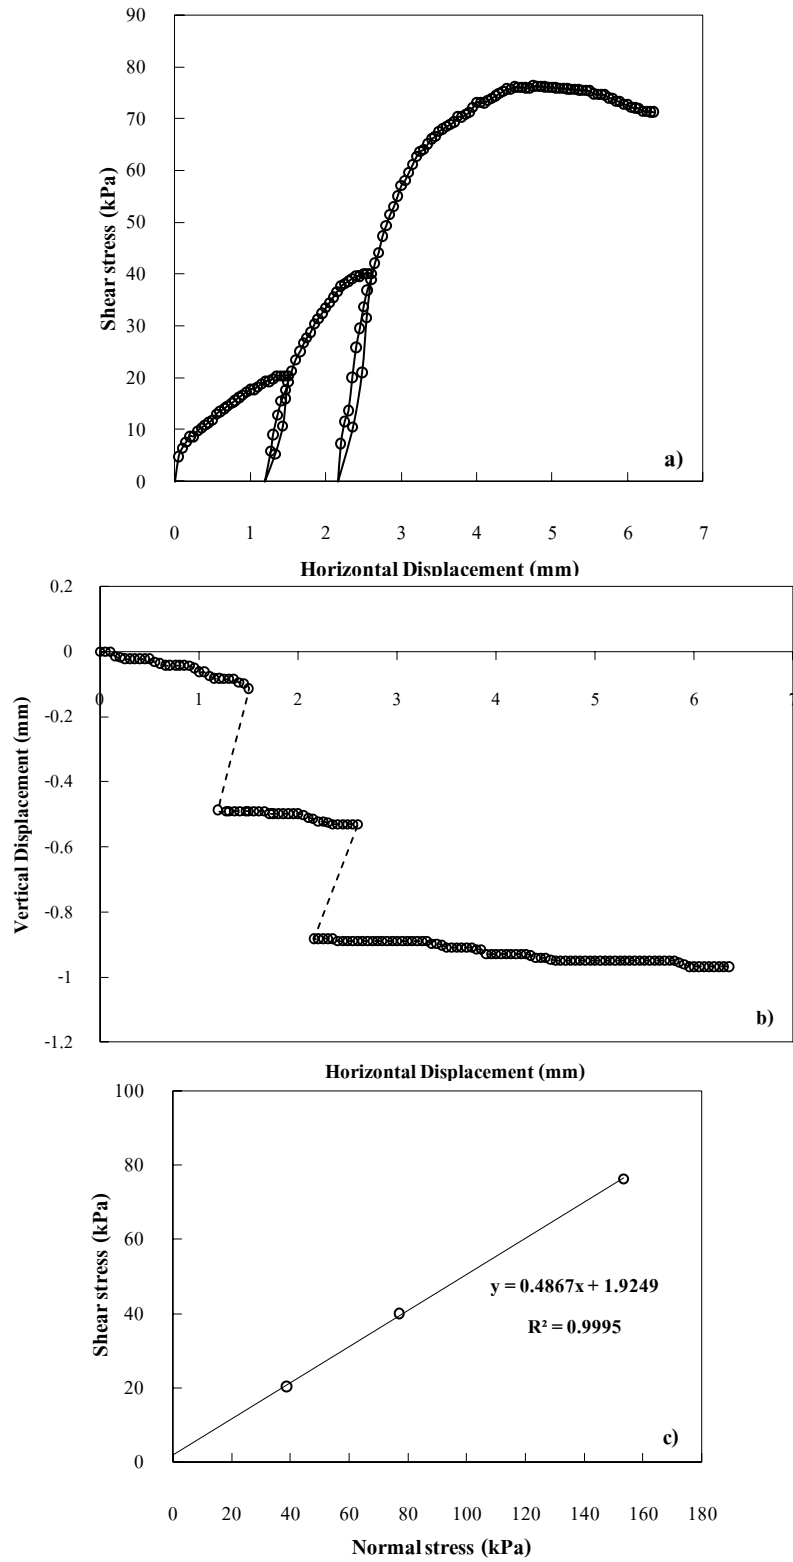 90
80
70
60
50
40
30
20
10
0
Shear stress (kPa)
a)
0 1 2 3 4 5 6 7
Horizontal Displacement (mm)
0.2
0
-0.2
-0.4
-0.6
-0.8
-1
-1.2
Vertical Displacement (mm)
0 1 2 3 4 5 6 7
b)
Horizontal Displacement (mm)
100
80
60
40
20
0
Shear stress (kPa)
y = 0.4867x + 1.9249
R² = 0.9995
c)
0 20 40 60 80 100 120 140 160 180
Normal stress (kPa)